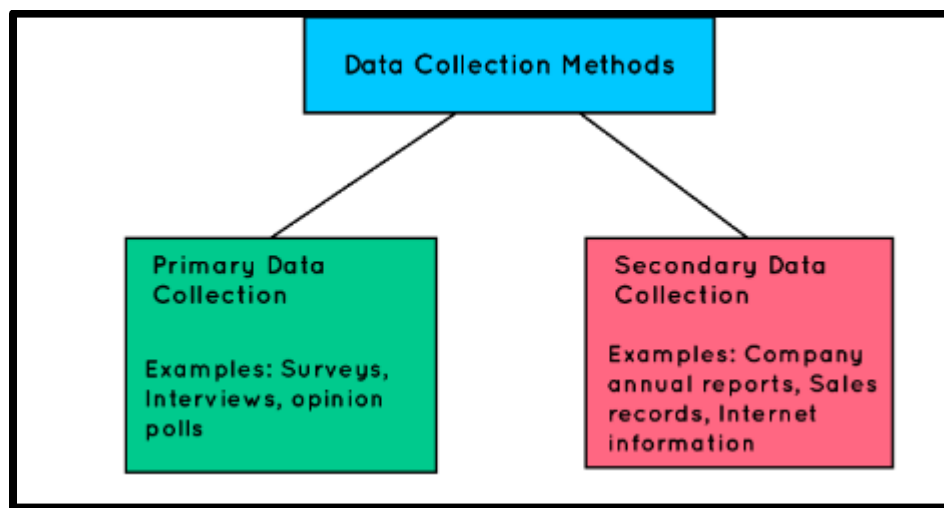 Data Collection Methods
Primary Data
Collection
Examples: Surveys,
Interviews, opinion
polls
Secondary Data
Collection
Examples: Company
annual reports, Sales
records, Internet
information